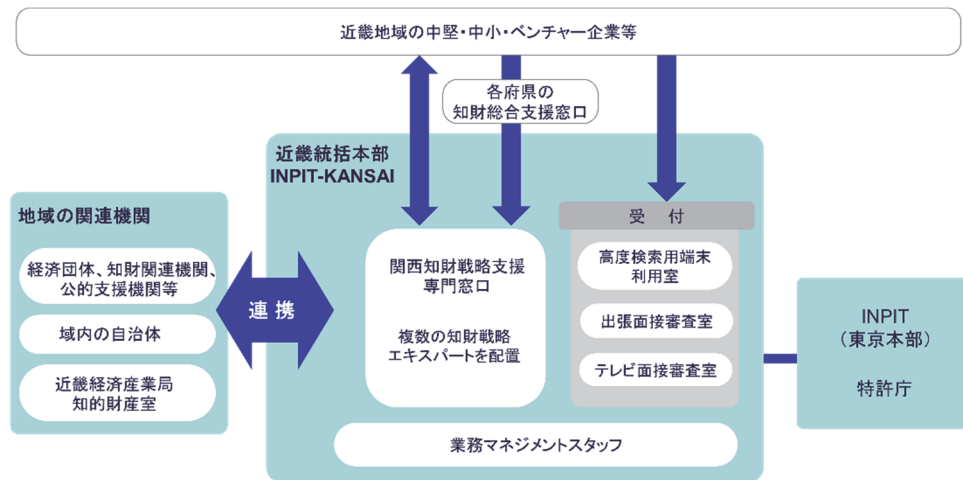 近畿地域の中堅・中小・ベンチャー企業等
各府県の
知財総合支援窓口
近畿統括本部
INPIT-KANSAI
地域の関連機関
経済団体、知財関連機関、
公的支援機関等
域内の自治体
近畿経済産業局
知的財産室
連携
関西知財戦略支援
専門窓口
複数の知財戦略
エキスパートを配置
受 付
高度検索用端末
利用室
出張面接審査室
テレビ面接審査室
業務マネジメントスタッフ
INPIT
（東京本部）
特許庁